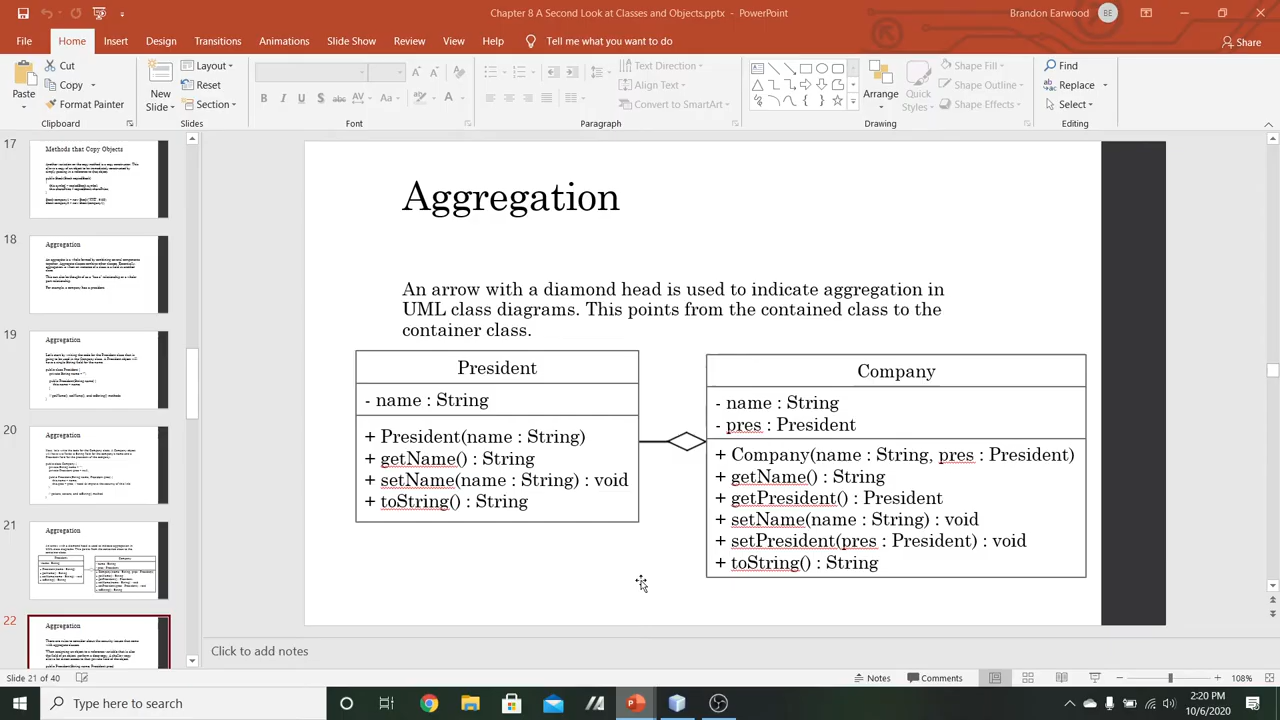 Chapter 8 A Second Look at Classes and Objects - PowerPoint
Brandon Benton
BE
File Home Insert Design Transitions Animations Slide Show Review View Help Tell me what you want to do Share
Paste
Cut
Copy
Format Painter
Clipboard
New Slide
Layout
Reset
Section
Slides
B I U S abc AV Aa A
Font
Text Direction
Align Text
Convert to SmartArt
Paragraph
Arrange
Quick Styles
Shape Fill
Shape Outline
Shape Effects
Drawing
Find
Replace
Select
Editing
17
Methods that Copy Objects
18
Aggregation
19
Aggregation
20
Aggregation
21
Aggregation
22
Aggregation
Aggregation
An arrow with a diamond head is used to indicate aggregation in
UML class diagrams. This points from the contained class to the
container class.
President
- name : String
+ President(name : String)
+ getName() : String
+ setName(name : String) : void
+ toString() : String
Company
- name : String
- pres : President
+ Company(name : String, pres : President)
+ getName() : String
+ getPresident() : President
+ setName(name : String) : void
+ setPresident(pres : President) : void
+ toString() : String
Click to add notes
Slide 21 of 40
Notes
Comments
108%
Type here to search
2:20 PM
10/6/2020